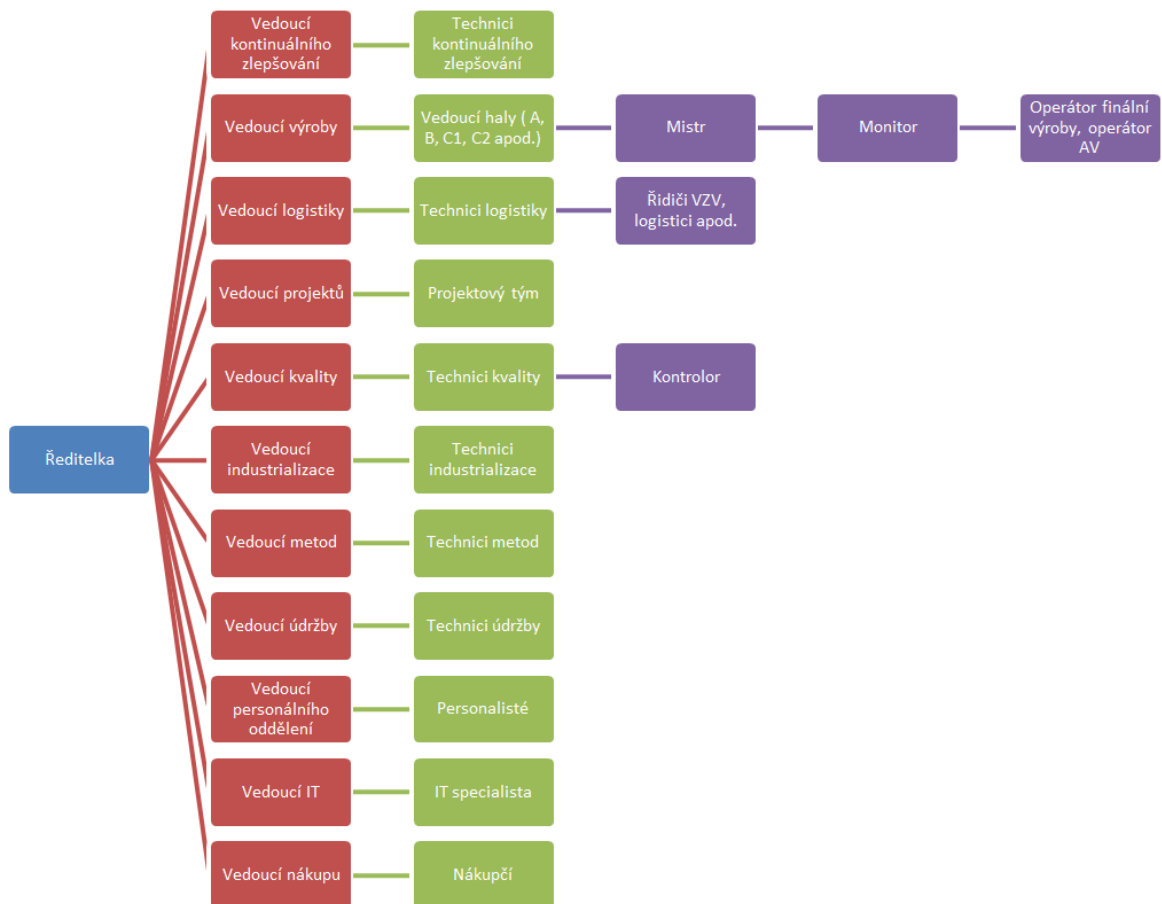 Vedoucí
kontinuálního
zlepšování
Technici
kontinuálního
zlepšování
Vedoucí výroby
Vedoucí haly ( A,
B, C1, C2 apod.)
Mistr
Monitor
Operátor finální
výroby, operátor
AV
Vedoucí logistiky
Technici logistiky
Řidiči VZV,
logistici apod.
Vedoucí projektů
Projektový tým
Vedoucí kvality
Technici kvality
Kontrolor
Ředitelka
Vedoucí
industrializace
Technici
industrializace
Vedoucí metod
Technici metod
Vedoucí údržby
Technici údržby
Vedoucí
personálního
oddělení
Personalisté
Vedoucí IT
IT specialista
Vedoucí nákupu
Nákupčí